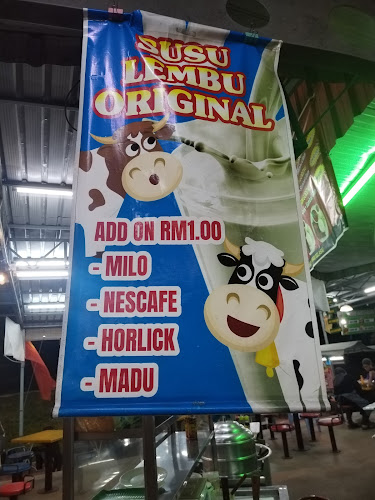 SUSU
LEMBU
ORIGINAL
ADD ON RM1.00
- MILO
- NESCAFE
- HORLICK
- MADU